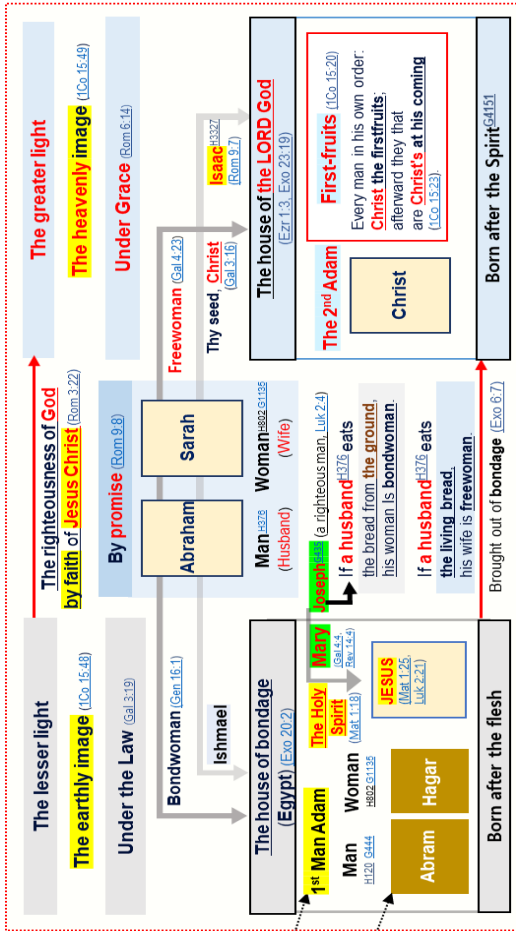 The lesser light
The earthly image (1Co 15:48)
Under the Law (Gal 3:19)
Bondwoman (Gen 16:1)
Ishmael
The house of bondage
(Egypt) (Exo 20:2)
1st Man Adam
Man
H120 G444
Woman
H802 G1135
Abram
Hagar
The Holy
Spirit
(Mat 1:18)
Mary
(Gal 4:4,
Rev 14:4)
JESUS
(Mat 1:25,
Luk 2:21)
Born after the flesh
The righteousness of God
by faith of Jesus Christ (Rom 3:22)
By promise (Rom 9:8)
Abraham
Sarah
Man H376
(Husband)
Woman H802 G1135
(Wife)
Joseph G435 (a righteous man, Luk 2:4)
If a husband H376 eats
the bread from the ground,
his woman Is bondwoman.
If a husband H376 eats
the living bread,
his wife is freewoman.
Brought out of bondage (Exo 6:7)
The greater light
The heavenly image (1Co 15:49)
Under Grace (Rom 6:14)
Freewoman (Gal 4:23)
Thy seed, Christ
(Gal 3:16)
Isaac H3327
(Rom 9:7)
The house of the LORD God
(Ezr 1:3, Exo 23:19)
The 2nd Adam
Christ
First-fruits (1Co 15:20)
Every man in his own order:
Christ the firstfruits;
afterward they that
are Christ's at his coming
(1Co 15:23).
Born after the Spirit G4151